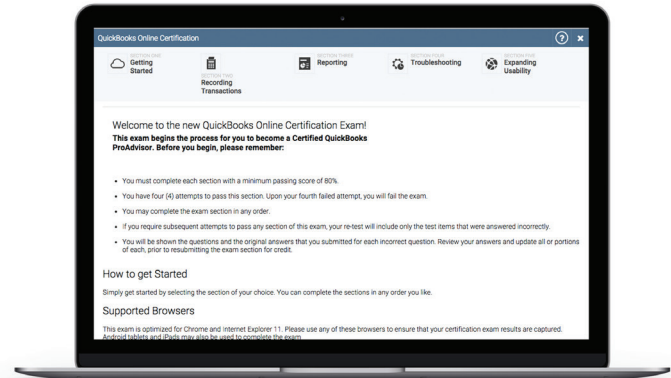 QuickBooks Online Certification
SECTION ONE
Getting
Started
SECTION TWO
Recording
Transactions
SECTION THREE
Reporting
SECTION FOUR
Troubleshooting
SECTION FIVE
Expanding
Usability
Welcome to the new QuickBooks Online Certification Exam!
This exam begins the process for you to become a Certified QuickBooks
ProAdvisor. Before you begin, please remember:
• You must complete each section with a minimum passing score of 80%.
• You have four (4) attempts to pass this section. Upon your fourth failed attempt, you will fail the exam.
• You may complete the exam section in any order.
• If you require subsequent attempts to pass any section of this exam, your re-test will include only the test items that were answered incorrectly.
• You will be shown the questions and the original answers that you submitted for each incorrect question. Review your answers and update all or portions
of each, prior to resubmitting the exam section for credit.
How to get Started
Simply get started by selecting the section of your choice. You can complete the sections in any order you like.
Supported Browsers
This exam is optimized for Chrome and Internet Explorer 11. Please use any of these browsers to ensure that your certification exam results are captured.
Android tablets and iPads may also be used to complete the exam